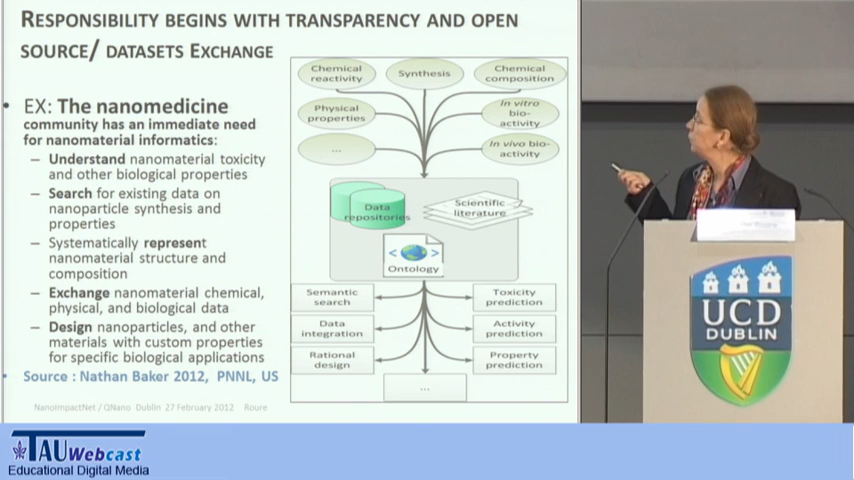 RESPONSIBILITY BEGINS WITH TRANSPARENCY AND OPEN
SOURCE/ DATASETS EXCHANGE
• EX: The nanomedicine
community has an immediate need
for nanomaterial informatics:
– Understand nanomaterial toxicity
and other biological properties
– Search for existing data on
nanoparticle synthesis and
properties
– Systematically represent
nanomaterial structure and
composition
– Exchange nanomaterial chemical,
physical, and biological data
– Design nanoparticles, and other
materials with custom properties
for specific biological applications
• Source : Nathan Baker 2012, PNNL, US
NanoImpactNet / QNano Dublin 27 February 2012 Roure
Chemical
reactivity
Synthesis
Chemical
composition
Physical
properties
In vitro
bio-
activity
...
In vivo bio-
activity
Data
repositories
Scientific
literature
< >
Ontology
Semantic
search
Toxicity
prediction
Data
integration
Activity
prediction
Rational
design
Property
prediction
...
UCD
DUBLIN
TAU Webcast
Educational Digital Media